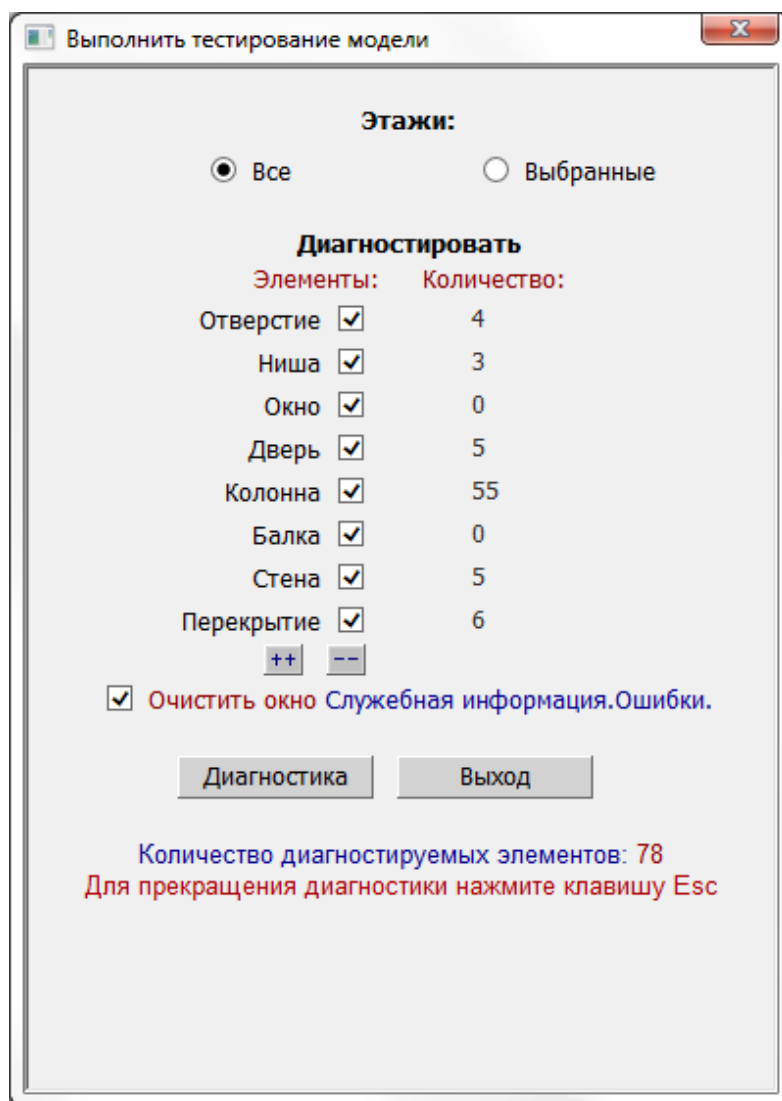 Выполнить тестирование модели
Этажи:
Все Выбранные
Диагностировать
Элементы: Количество:
Отверстие 4
Ниша 3
Окно 0
Дверь 5
Колонна 55
Балка 0
Стена 5
Перекрытие 6
++ --
Очистить окно Служебная информация.Ошибки.
Диагностика Выход
Количество диагностируемых элементов: 78
Для прекращения диагностики нажмите клавишу Esc